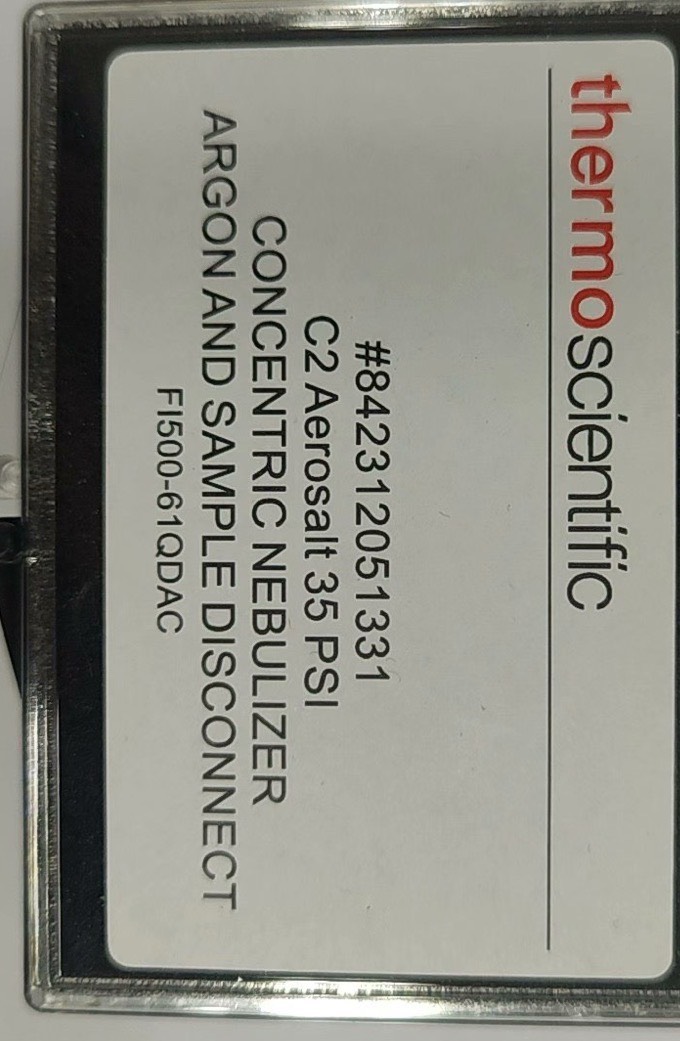 thermoscientific
#842312051331
C2 Aerosalt 35 PSI
CONCENTRIC NEBULIZER
ARGON AND SAMPLE DISCONNECT
FI500-61QDAC